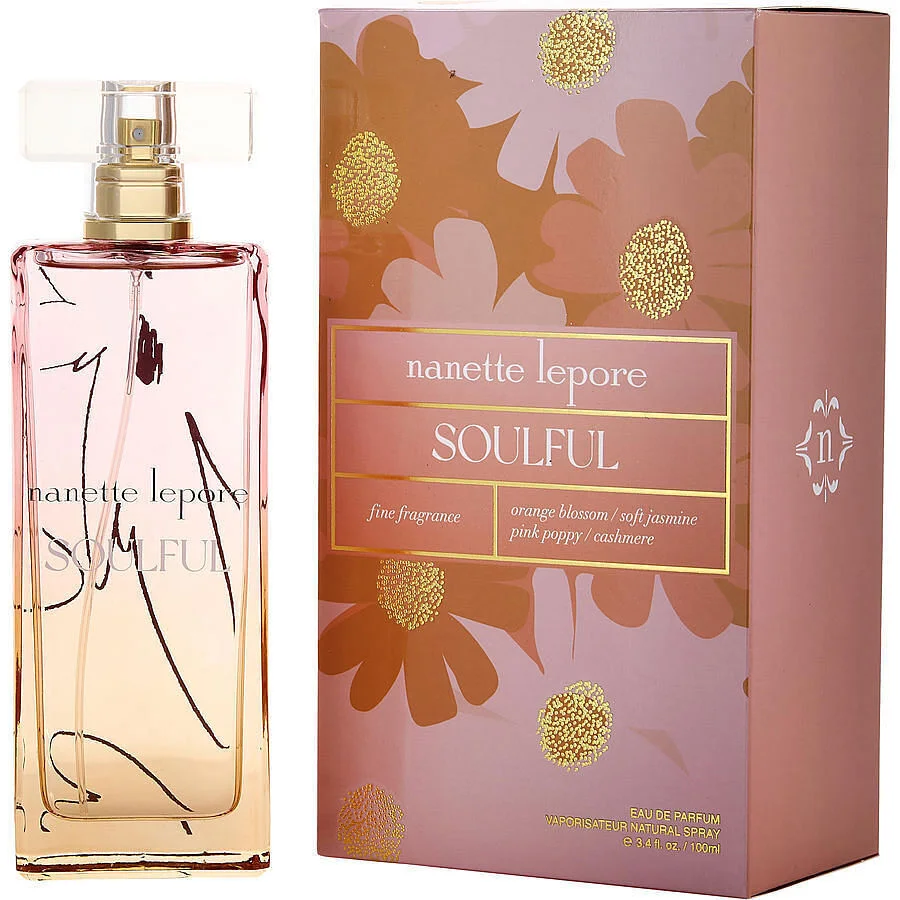 nanette lepore
SOULFUL
nanette lepore
SOULFUL
fine fragrance
orange blossom / soft jasmine
pink poppy / cashmere
n
EAU DE PARFUM
VAPORISATEUR NATURAL SPRAY
e 3.4 fl. oz. / 100ml